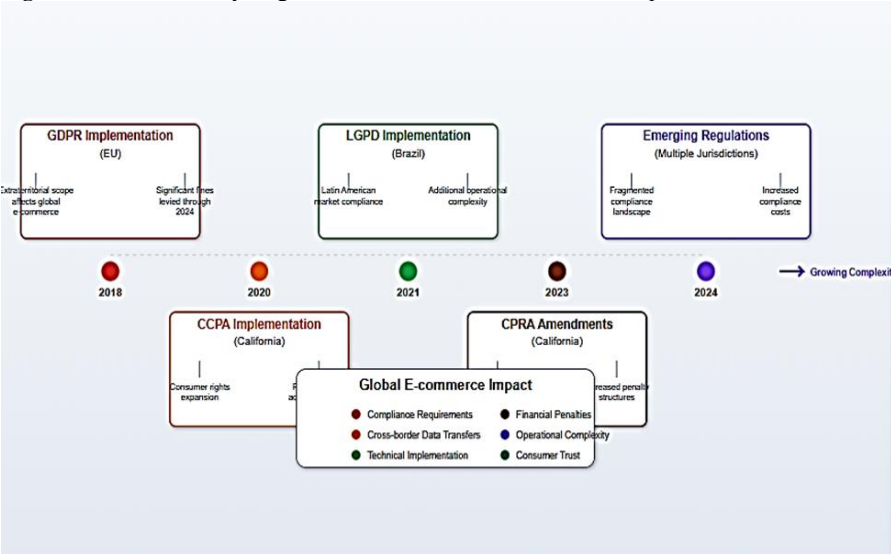 GDPR Implementation
(EU)
Extraterritorial scope
affects global
e-commerce
Significant fines
levied through
2024
LGPD Implementation
(Brazil)
Latin American
market compliance
Additional operational
complexity
Emerging Regulations
(Multiple Jurisdictions)
Fragmented
compliance
landscape
Increased
compliance
costs
2018
2020
2021
2023
2024
Growing Complexit
CCPA Implementation
(California)
Consumer rights
expansion
CPRA Amendments
(California)
structures
Global E-commerce Impact
Compliance Requirements
Cross-border Data Transfers
Technical Implementation
Financial Penalties
Operational Complexity
Consumer Trust